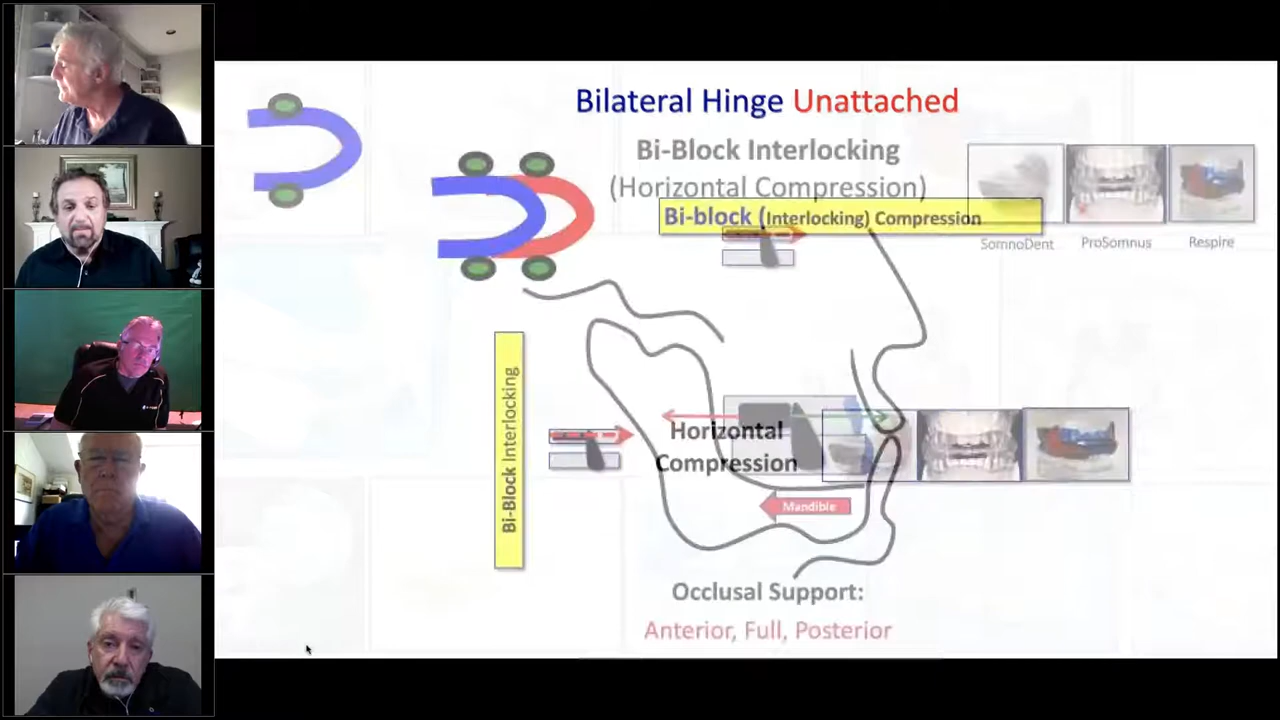 Bilateral Hinge Unattached
Bi-Block Interlocking
(Horizontal Compression)
Bi-block (Interlocking) Compression
SomnoDent
ProSomnus
Respire
Bi-Block Interlocking
Horizontal
Compression
Mandible
Occlusal Support:
Anterior, Full, Posterior